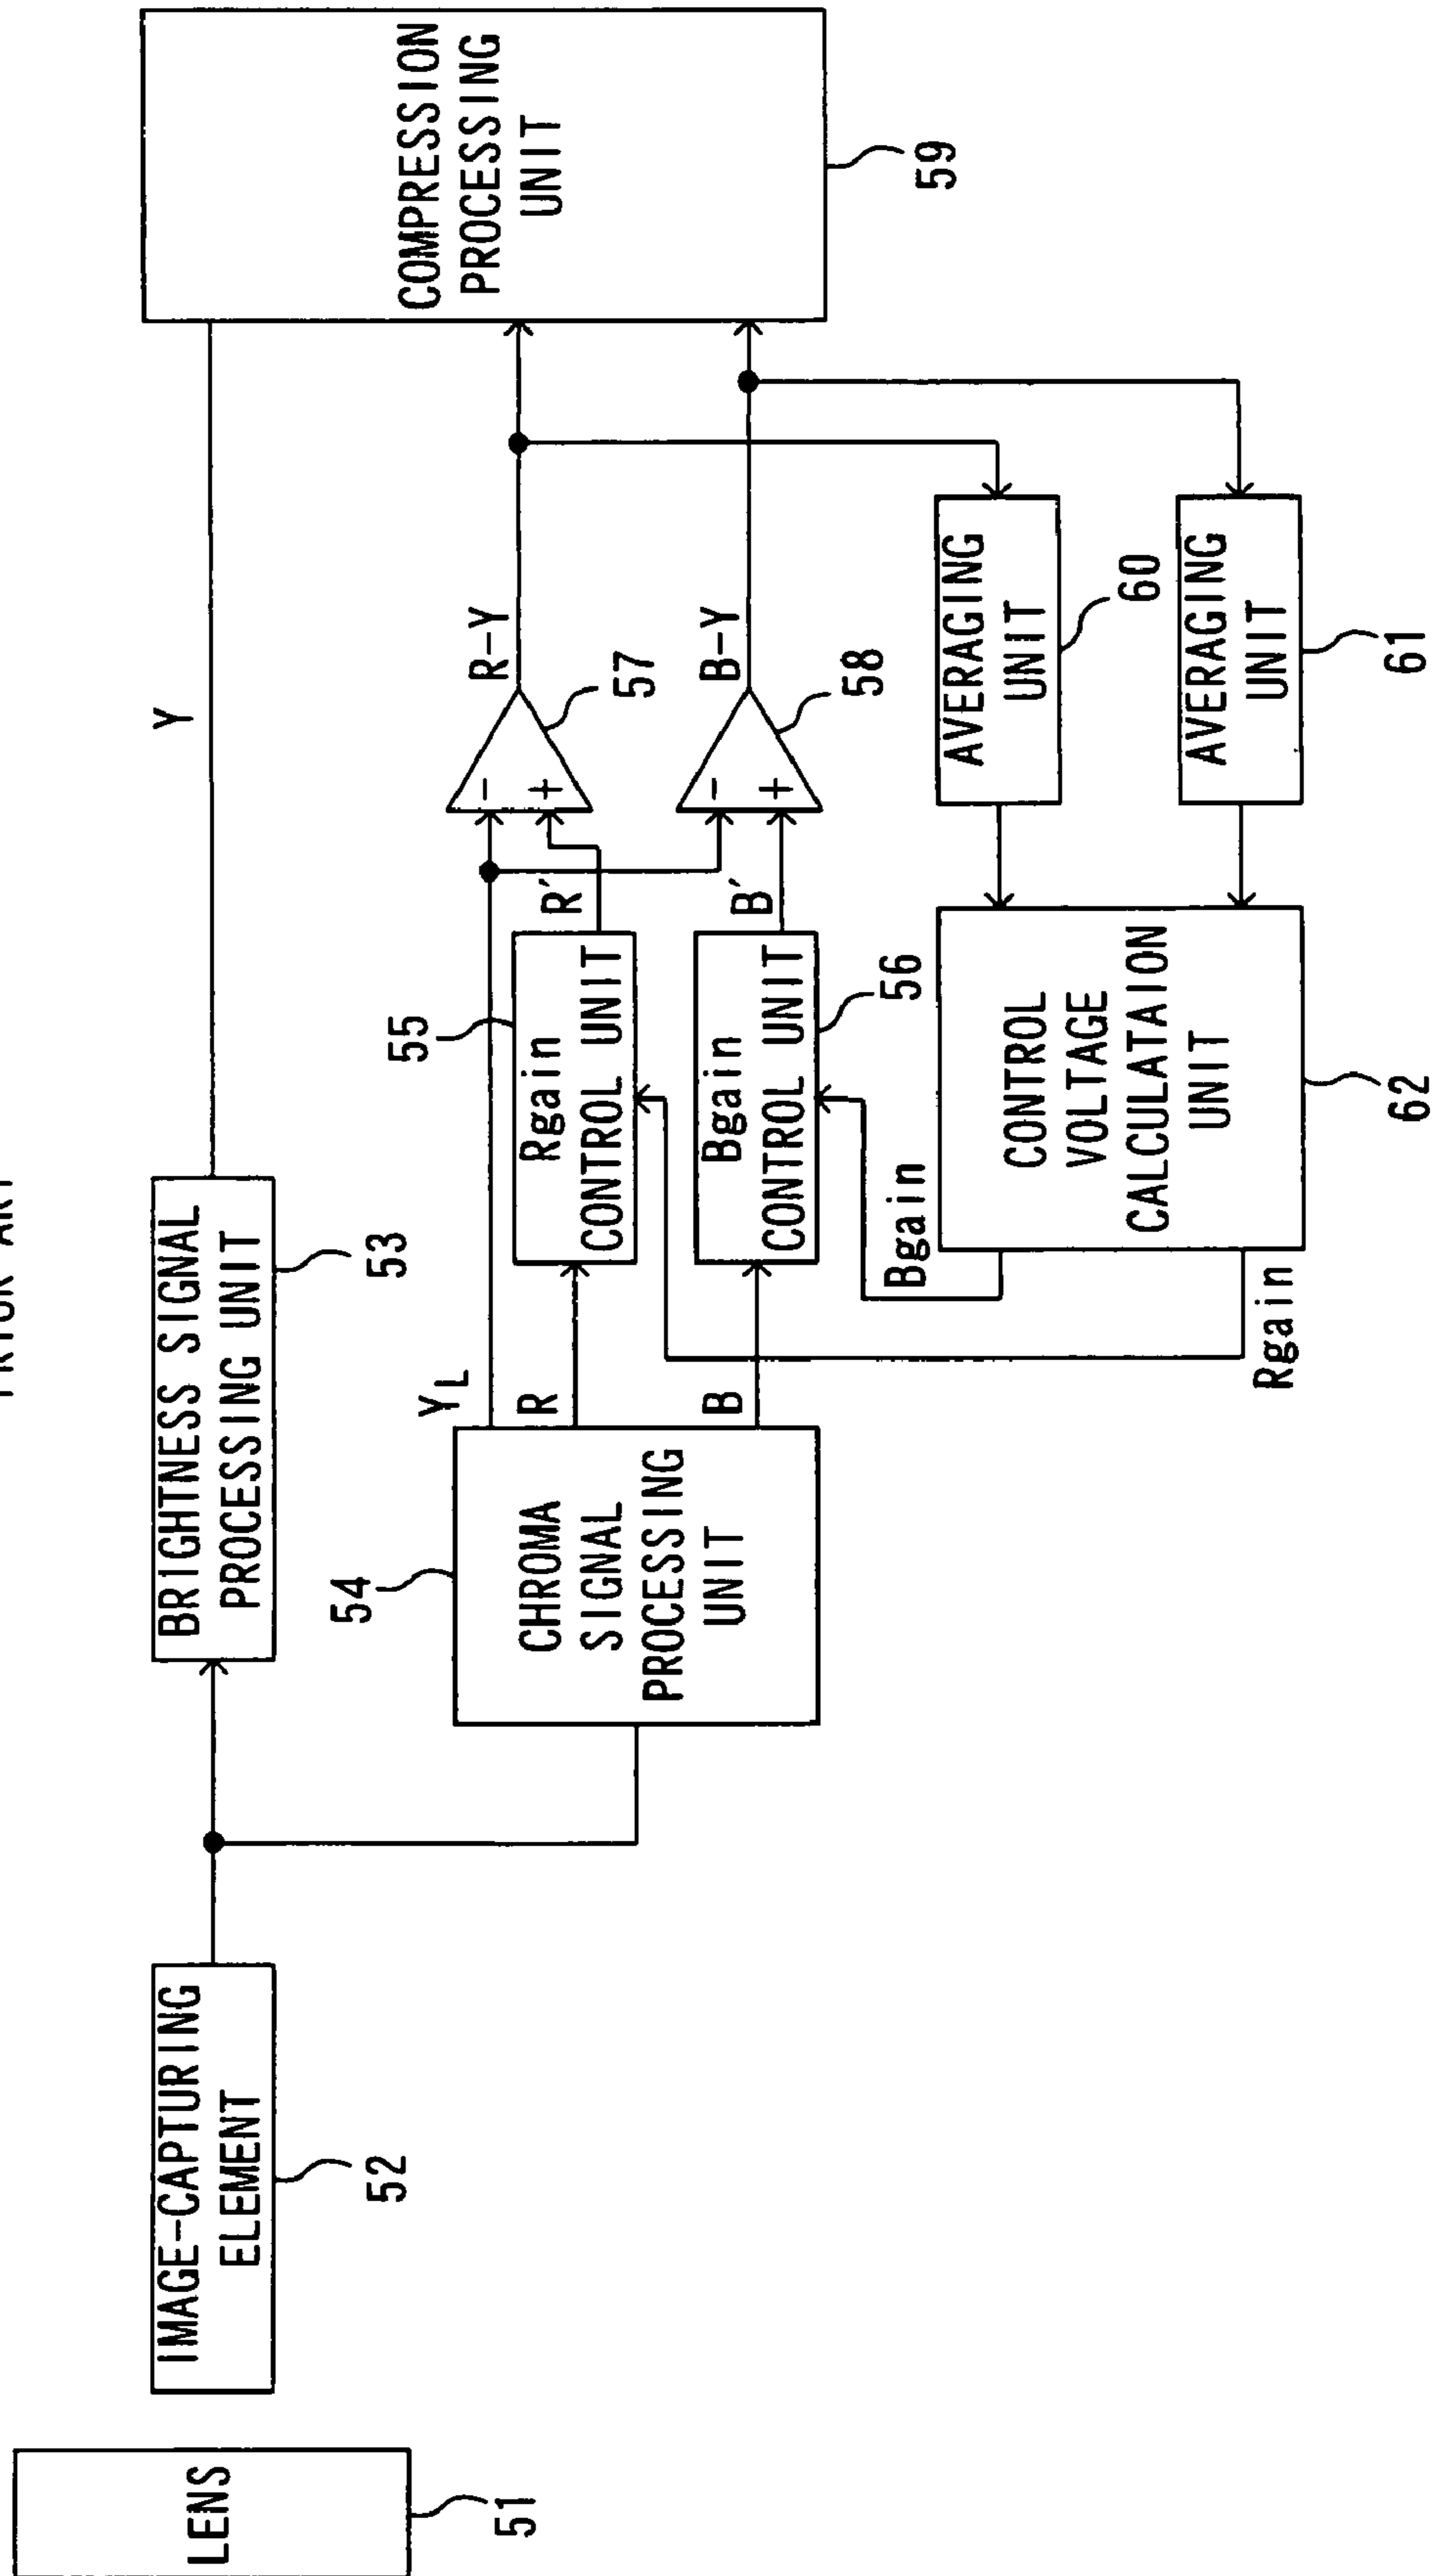 PRIOR ART
LENS
51
IMAGE-CAPTURING
ELEMENT
52
BRIGHTNESS SIGNAL
PROCESSING UNIT
53
Y
CHROMA
SIGNAL
PROCESSING
UNIT
54
YL
R
B
Rgain
CONTROL UNIT
55
Bgain
CONTROL UNIT
56
R′
B′
-
+
57
-
+
58
R-Y
B-Y
COMPRESSION
PROCESSING
UNIT
59
AVERAGING
UNIT
60
AVERAGING
UNIT
61
CONTROL
VOLTAGE
CALCULATAION
UNIT
62
Bgain
Rgain